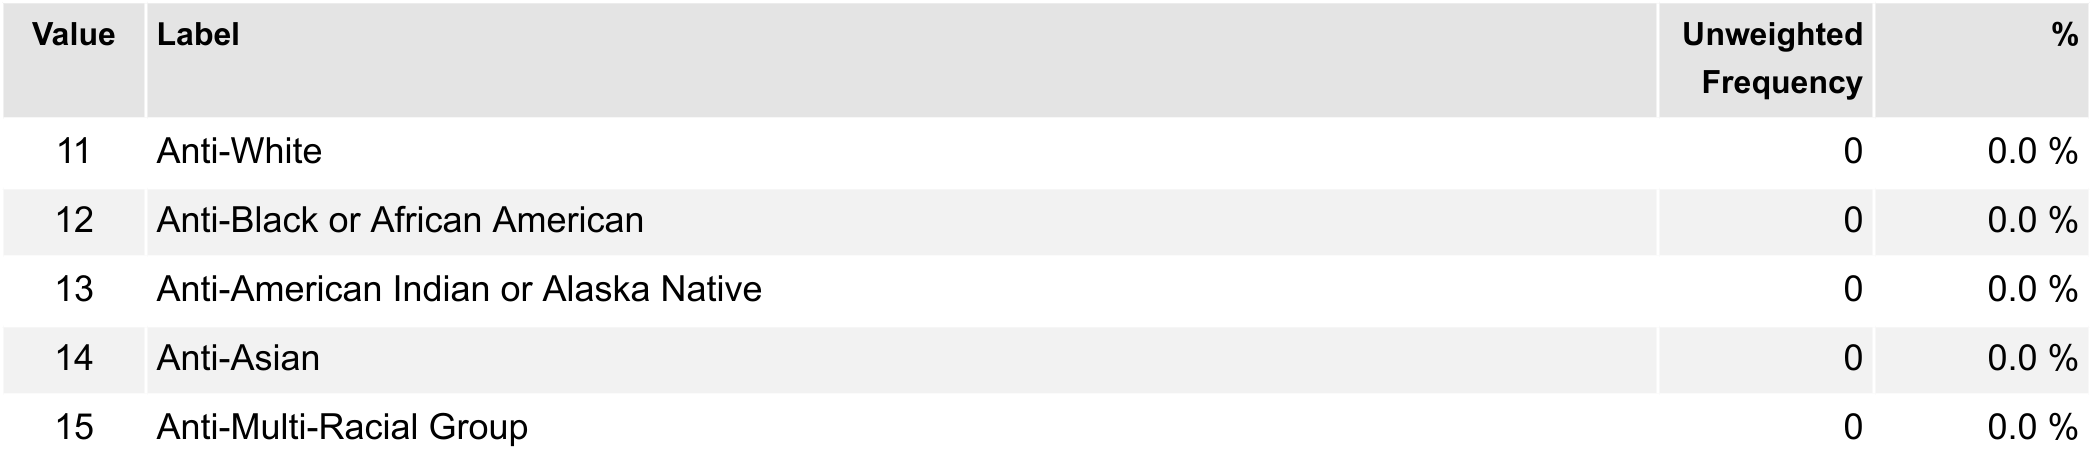 Value Label Unweighted Frequency %
11 Anti-White 0 0.0 %
12 Anti-Black or African American 0 0.0 %
13 Anti-American Indian or Alaska Native 0 0.0 %
14 Anti-Asian 0 0.0 %
15 Anti-Multi-Racial Group 0 0.0 %